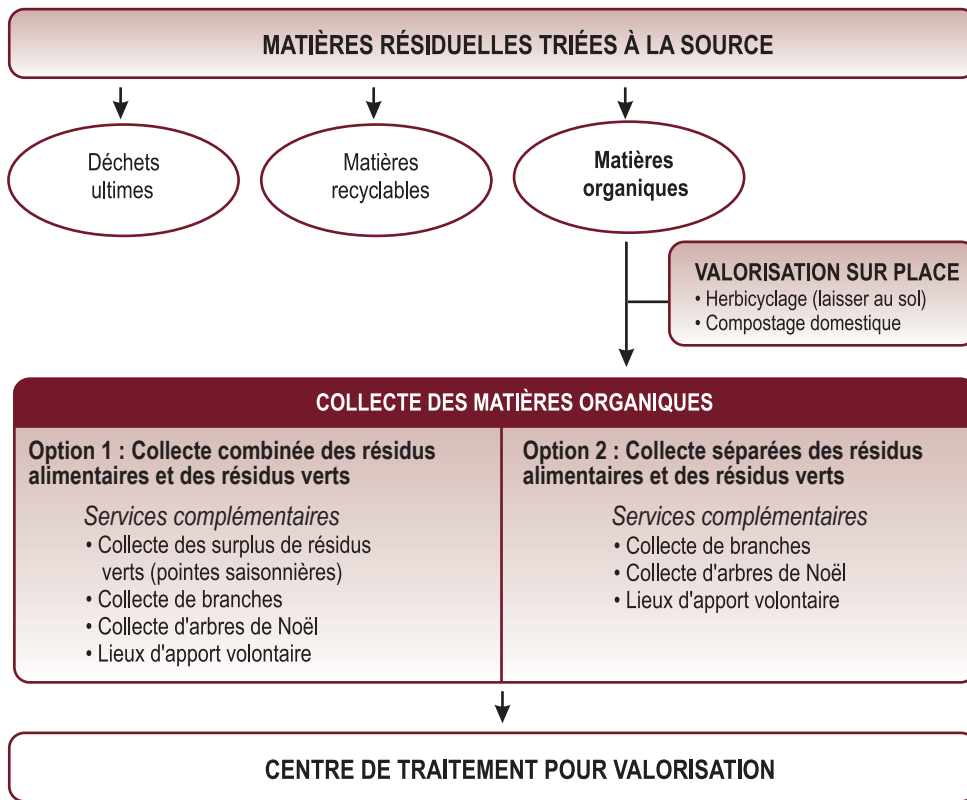 MATIÈRES RÉSIDUELLES TRIÉES À LA SOURCE
Déchets
ultimes
Matières
recyclables
Matières
organiques
VALORISATION SUR PLACE
• Herbicyclage (laisser au sol)
• Compostage domestique
COLLECTE DES MATIÈRES ORGANIQUES
Option 1 : Collecte combinée des résidus
alimentaires et des résidus verts
Services complémentaires
• Collecte des surplus de résidus
verts (pointes saisonnières)
• Collecte de branches
• Collecte d'arbres de Noël
• Lieux d'apport volontaire
Option 2 : Collecte séparées des résidus
alimentaires et des résidus verts
Services complémentaires
• Collecte de branches
• Collecte d'arbres de Noël
• Lieux d'apport volontaire
CENTRE DE TRAITEMENT POUR VALORISATION